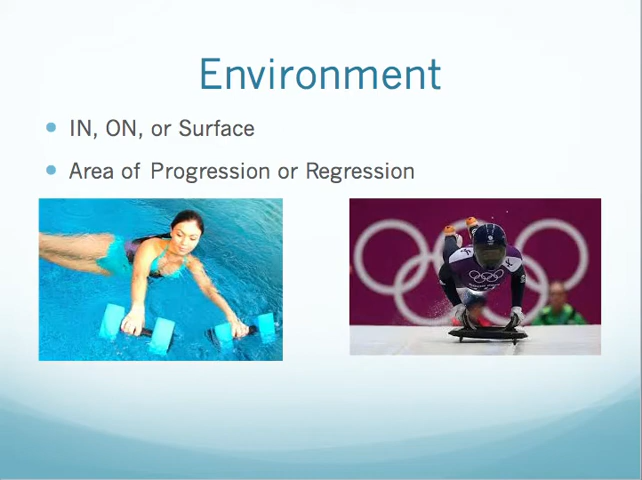 Environment
IN, ON, or Surface
Area of Progression or Regression